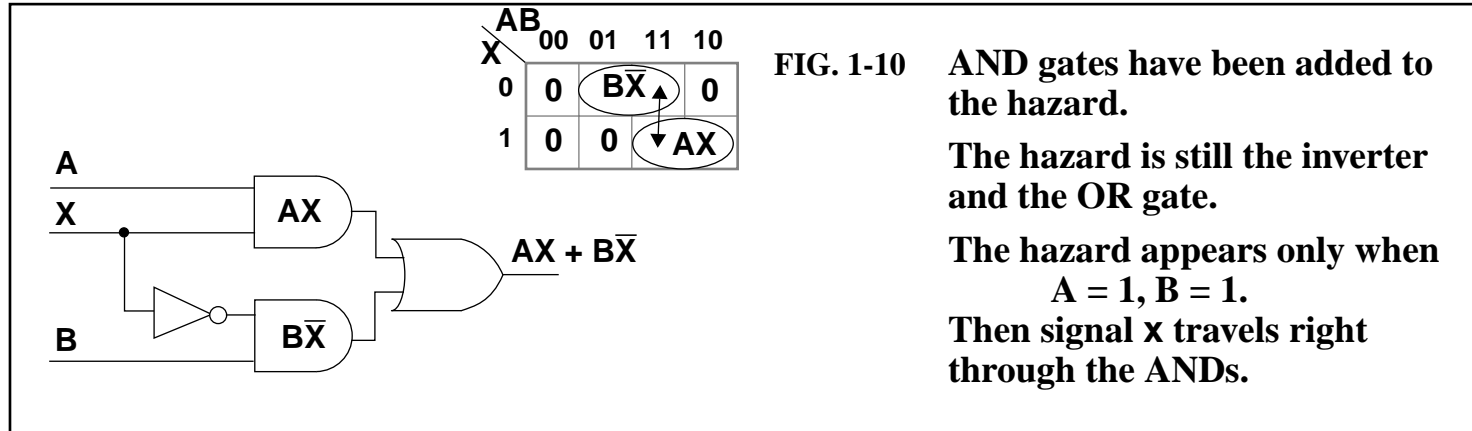 AB
X
00 01 11 10
0 0 BX̅ 0
1 0 0 AX
FIG. 1-10
AND gates have been added to
the hazard.
The hazard is still the inverter
and the OR gate.
The hazard appears only when
A = 1, B = 1.
Then signal x travels right
through the ANDs.
A
X
AX
AX + BX̅
B
BX̅